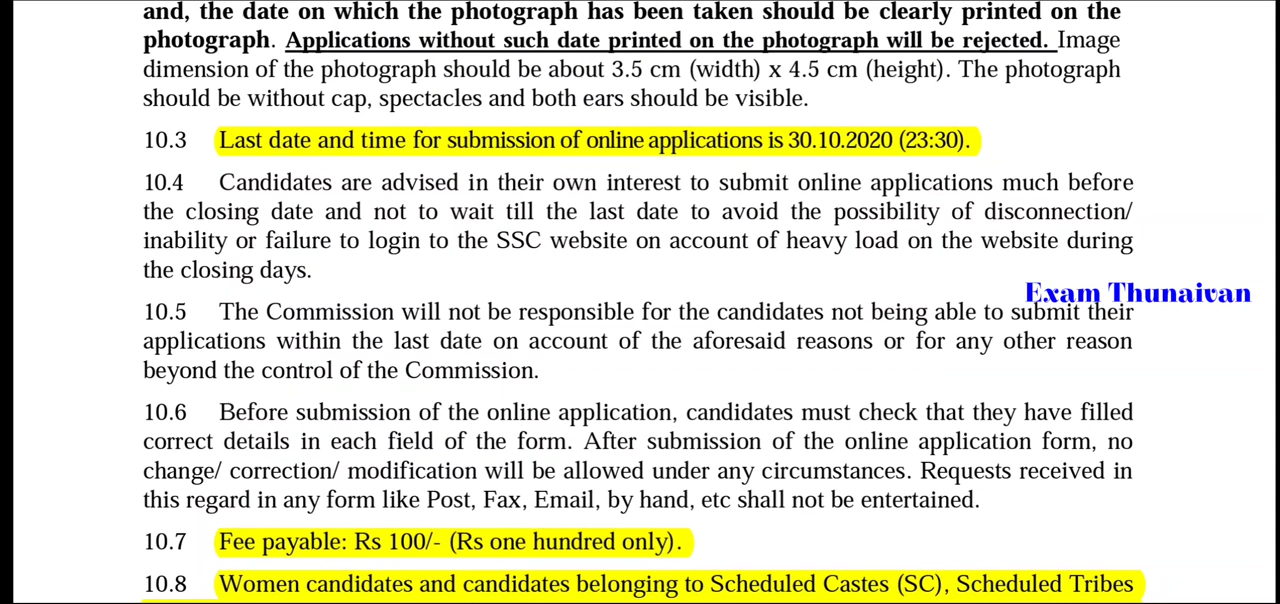 and, the date on which the photograph has been taken should be clearly printed on the
photograph. Applications without such date printed on the photograph will be rejected. Image
dimension of the photograph should be about 3.5 cm (width) x 4.5 cm (height). The photograph
should be without cap, spectacles and both ears should be visible.
10.3 Last date and time for submission of online applications is 30.10.2020 (23:30).
10.4 Candidates are advised in their own interest to submit online applications much before
the closing date and not to wait till the last date to avoid the possibility of disconnection/
inability or failure to login to the SSC website on account of heavy load on the website during
the closing days.
Exam Thunaivan
10.5 The Commission will not be responsible for the candidates not being able to submit their
applications within the last date on account of the aforesaid reasons or for any other reason
beyond the control of the Commission.
10.6 Before submission of the online application, candidates must check that they have filled
correct details in each field of the form. After submission of the online application form, no
change/ correction/ modification will be allowed under any circumstances. Requests received in
this regard in any form like Post, Fax, Email, by hand, etc shall not be entertained.
10.7 Fee payable: Rs 100/- (Rs one hundred only).
10.8 Women candidates and candidates belonging to Scheduled Castes (SC), Scheduled Tribes